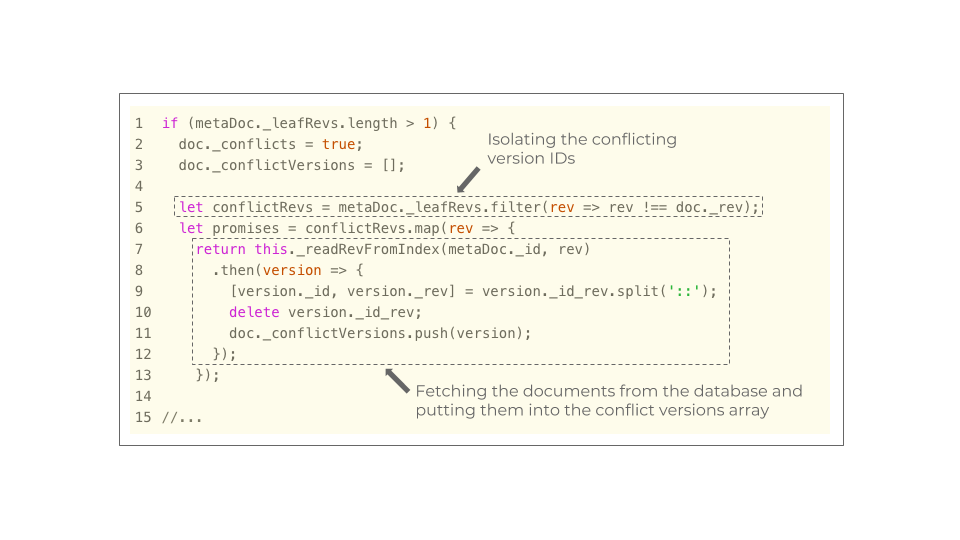 1 if (metaDoc._leafRevs.length > 1) {
2 doc._conflicts = true;
Isolating the conflicting
version IDs
3 doc._conflictVersions = [];
4
5 let conflictRevs = metaDoc._leafRevs.filter(rev => rev !== doc._rev);
6 let promises = conflictRevs.map(rev => {
7 return this._readRevFromIndex(metaDoc._id, rev)
8 .then(version => {
9 [version._id, version._rev] = version._id_rev.split('::');
10 delete version._id_rev;
11 doc._conflictVersions.push(version);
12 });
13 });
Fetching the documents from the database and
putting them into the conflict versions array
14
15 //...